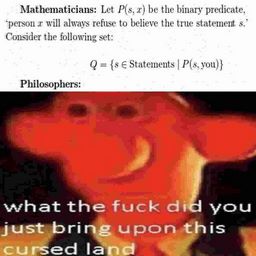 Mathematicians: Let P(s, x) be the binary predicate,
'person x will always refuse to believe the true statement s.'
Consider the following set:
Q = {s ∈ Statements | P(s, you)}
Philosophers:
what the fuck did you
just bring upon this
cursed land